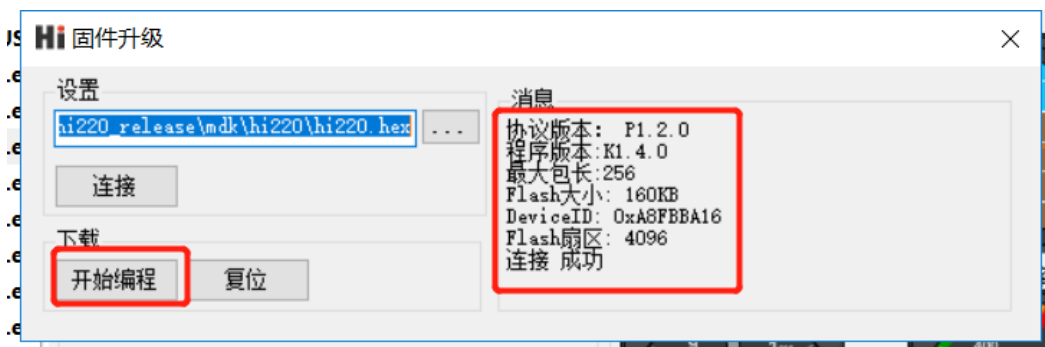 Hi 固件升级
设置
hi220_release\mdk\hi220\hi220.hex
...
连接
下载
开始编程
复位
消息
协议版本: P1.2.0
程序版本:K1.4.0
最大包长:256
Flash大小: 160KB
DeviceID: 0xA8FBBA16
Flash扇区: 4096
连接 成功